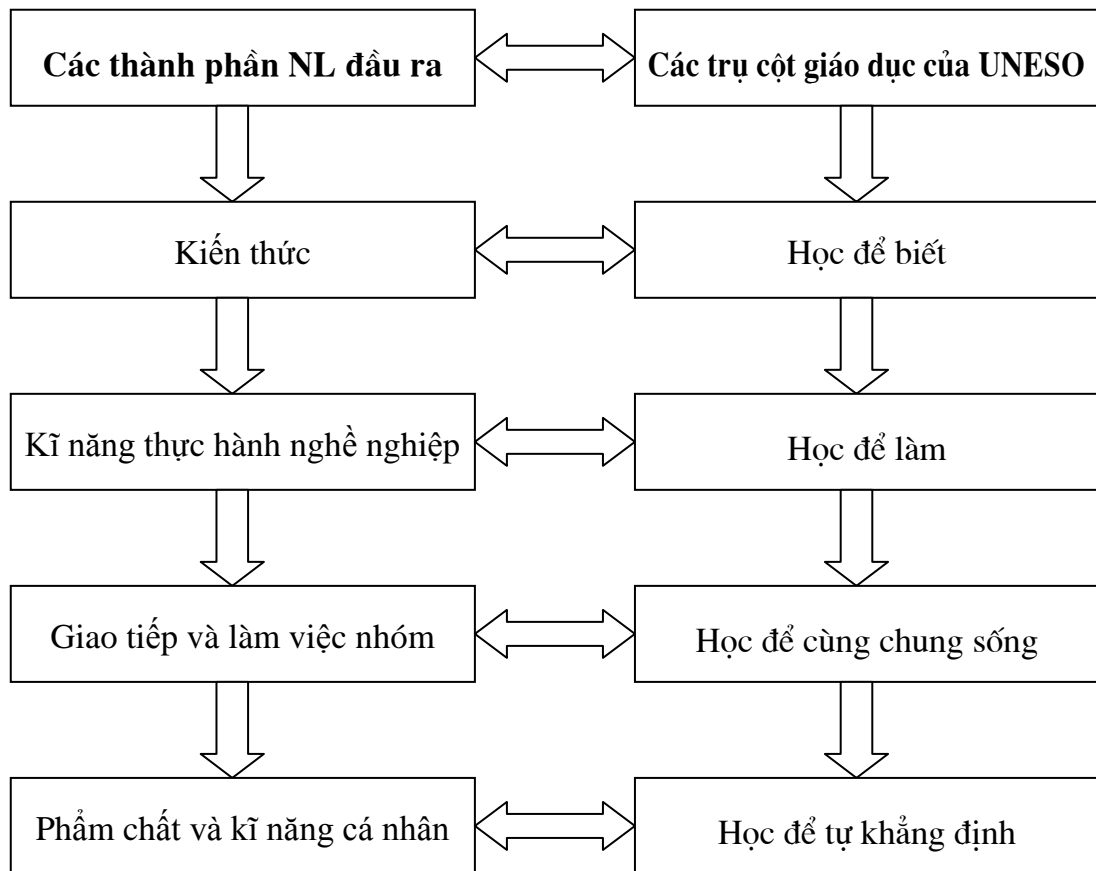 Các thành phần NL đầu ra
Các trụ cột giáo dục của UNESO
Kiến thức
Học để biết
Kĩ năng thực hành nghề nghiệp
Học để làm
Giao tiếp và làm việc nhóm
Học để cùng chung sống
Phẩm chất và kĩ năng cá nhân
Học để tự khẳng định